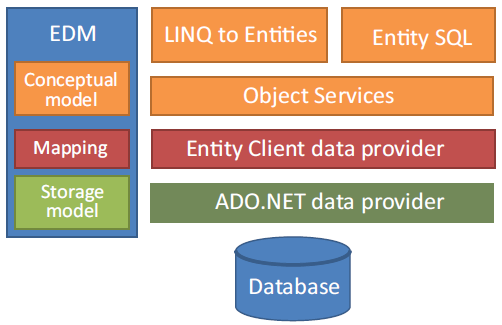 EDM
Conceptual
model
Mapping
Storage
model
LINQ to Entities
Entity SQL
Object Services
Entity Client data provider
ADO.NET data provider
Database